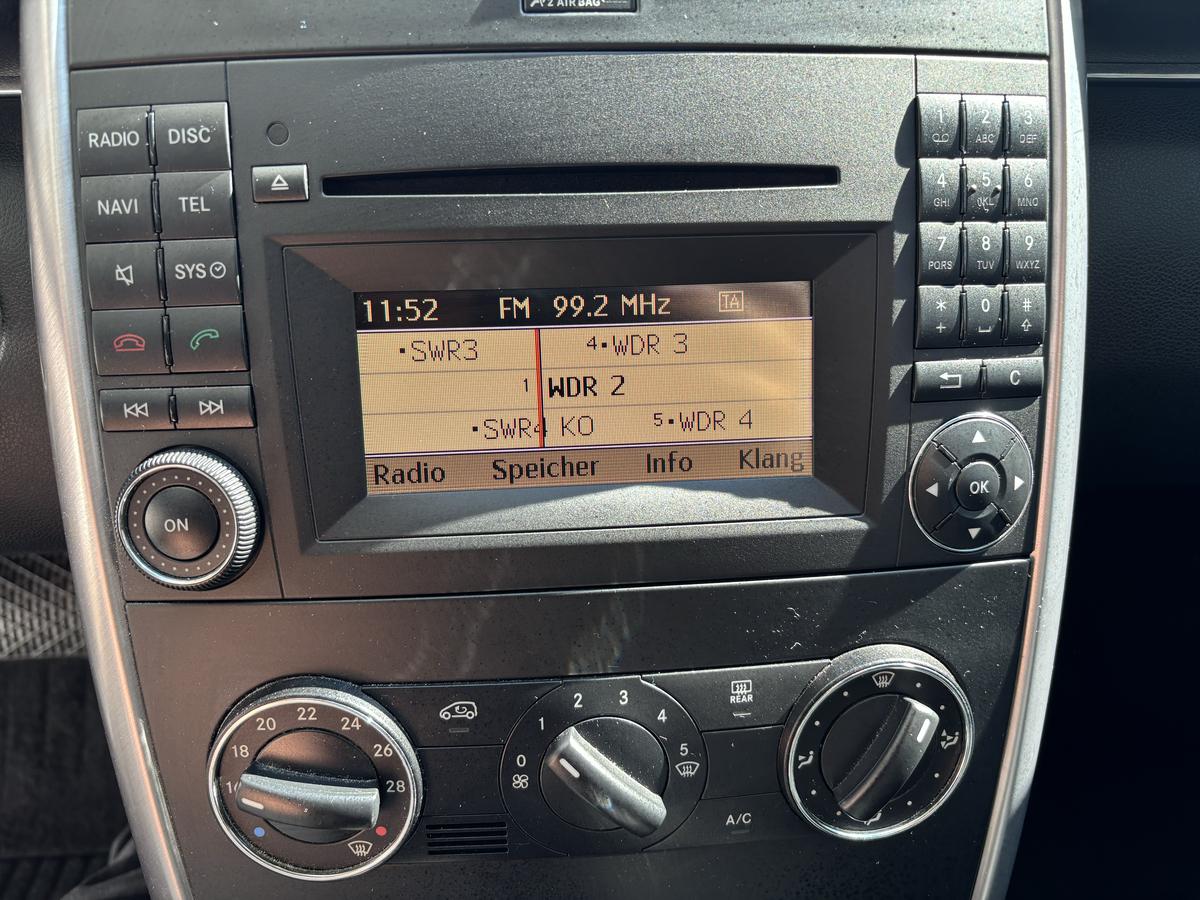 2 AIRBAG
RADIO DISC
NAVI TEL
SYS
ON
11:52 FM 99.2 MHz TA
SWR3 4 WDR 3
1 WDR 2
SWR4 KO 5 WDR 4
Radio Speicher Info Klang
1 2 ABC 3 DEF
4 GHI 5 JKL 6 MNO
7 PQRS 8 TUV 9 WXYZ
* + 0 #
C
OK
18 20 22 24 26 28
0 1 2 3 4 5
REAR
A/C